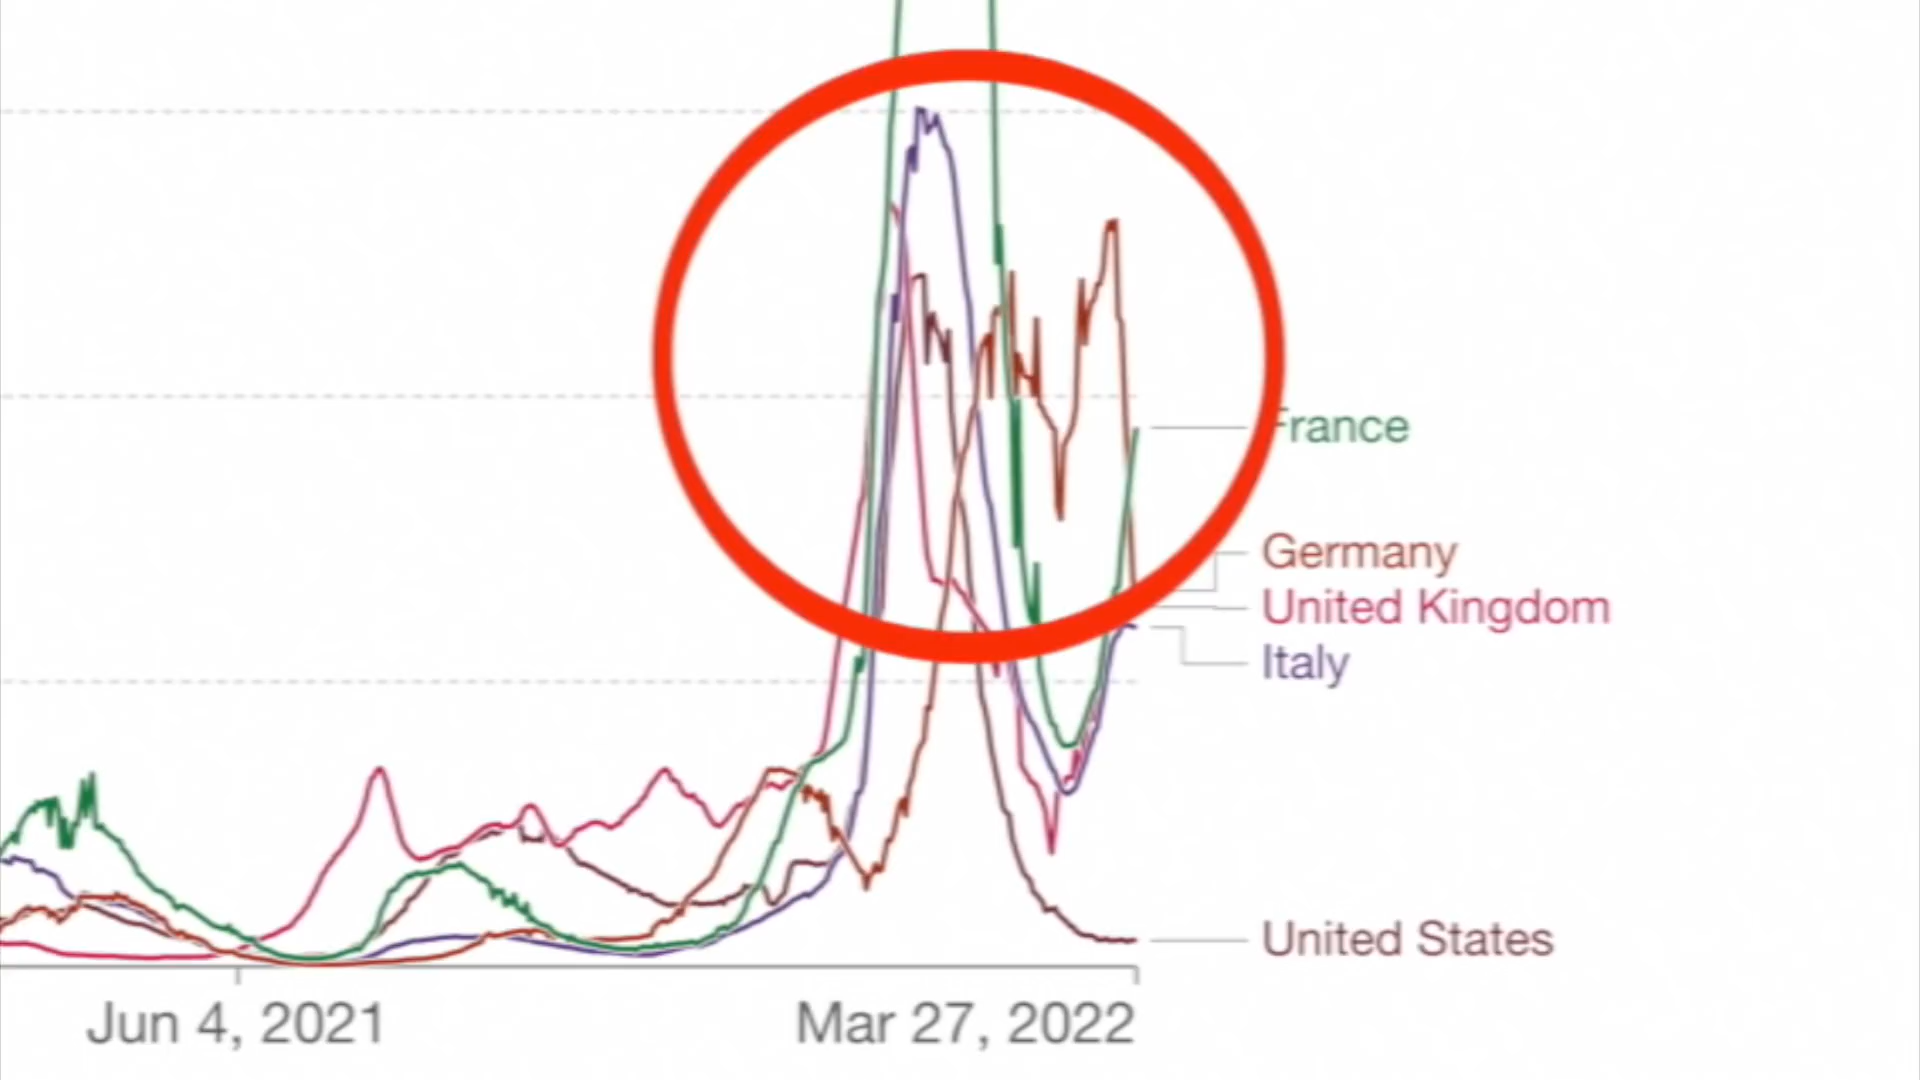 France
Germany
United Kingdom
Italy
United States
Jun 4, 2021
Mar 27, 2022